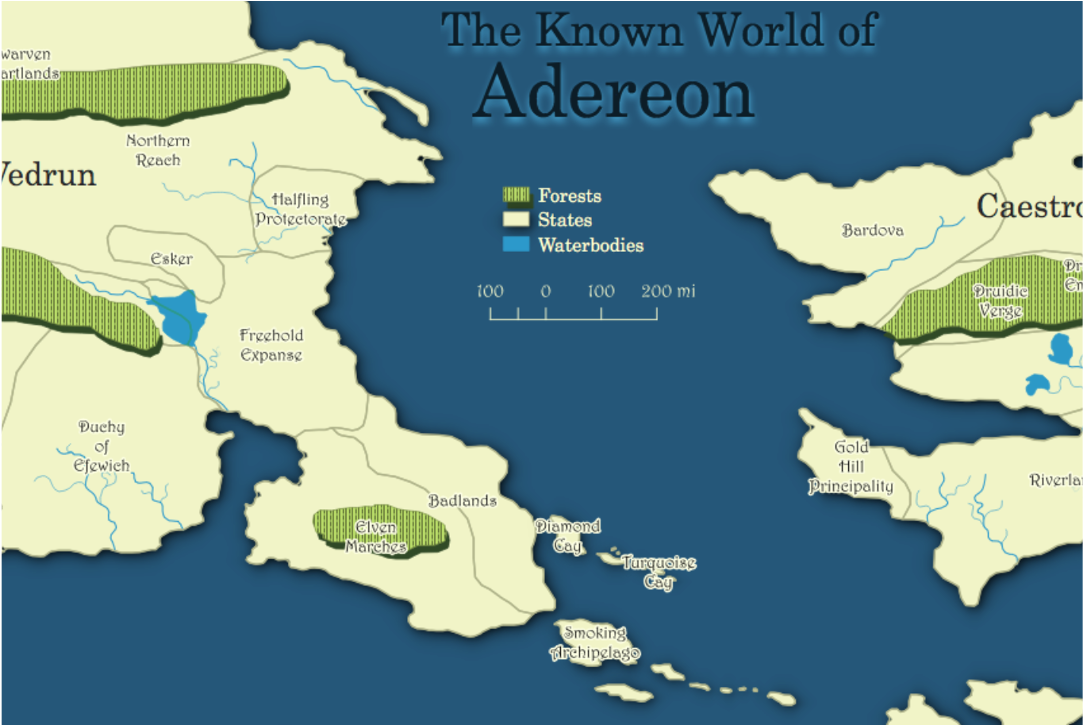 The Known World of
Adereon
warven
artlands
Northern
Reach
Vedrun
Halfling
Protectorate
Esker
Freehold
Expanse
Duchy
of
Efewich
Badlands
Elven
Marches
Diamond
Cay
Turquoise
Cay
Smoking
Archipelago
Forests
States
Waterbodies
100 0 100 200 mi
Caestro
Bardova
Dr
En
Druidic
Verge
Gold
Hill
Principality
Riverla